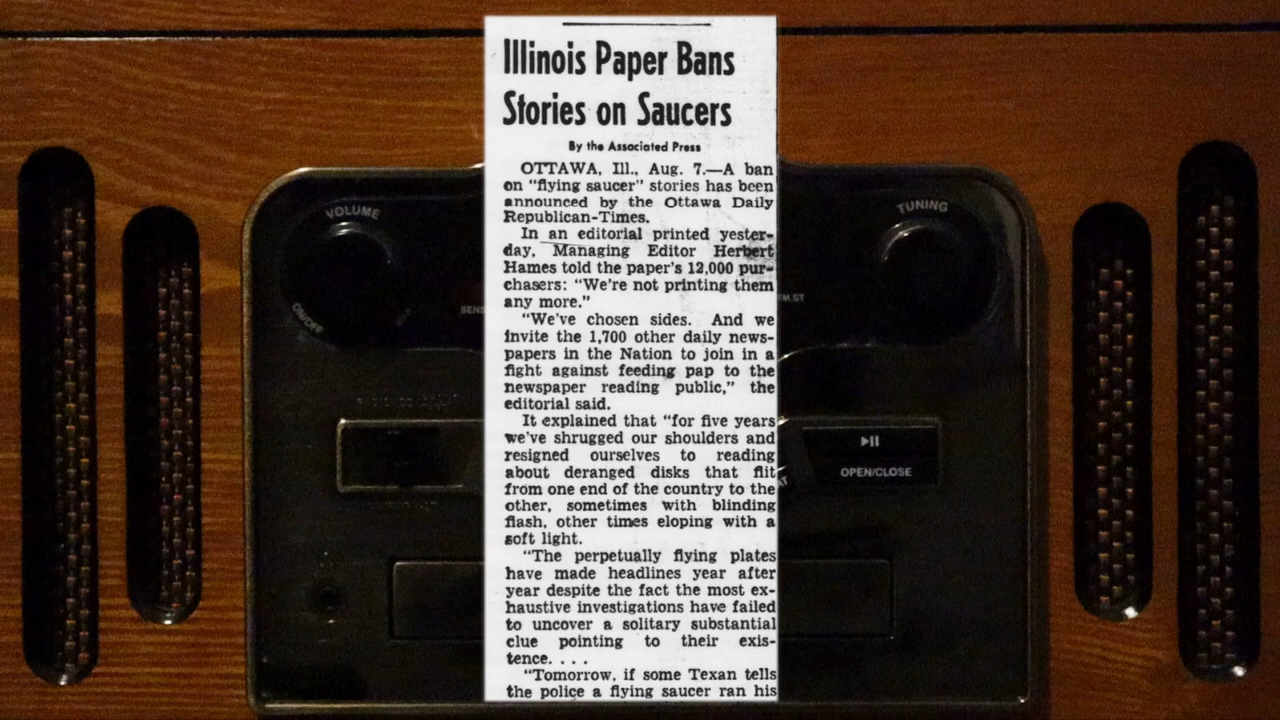 Illinois Paper Bans
Stories on Saucers
By the Associated Press
OTTAWA, Ill., Aug. 7.—A ban
on "flying saucer" stories has been
announced by the Ottawa Daily
Republican-Times.
In an editorial printed yester-
day, Managing Editor Herbert
Hames told the paper's 12,000 pur-
chasers: "We're not printing them
any more."
"We've chosen sides. And we
invite the 1,700 other daily news-
papers in the Nation to join in a
fight against feeding pap to the
newspaper reading public," the
editorial said.
It explained that "for five years
we've shrugged our shoulders and
resigned ourselves to reading
about deranged disks that flit
from one end of the country to the
other, sometimes with blinding
flash, other times eloping with a
soft light.
"The perpetually flying plates
have made headlines year after
year despite the fact the most ex-
haustive investigations have failed
to uncover a solitary substantial
clue pointing to their exis-
tence. . . .
"Tomorrow, if some Texan tells
the police a flying saucer ran his
VOLUME
ON/OFF
TUNING
FM.ST
OPEN/CLOSE